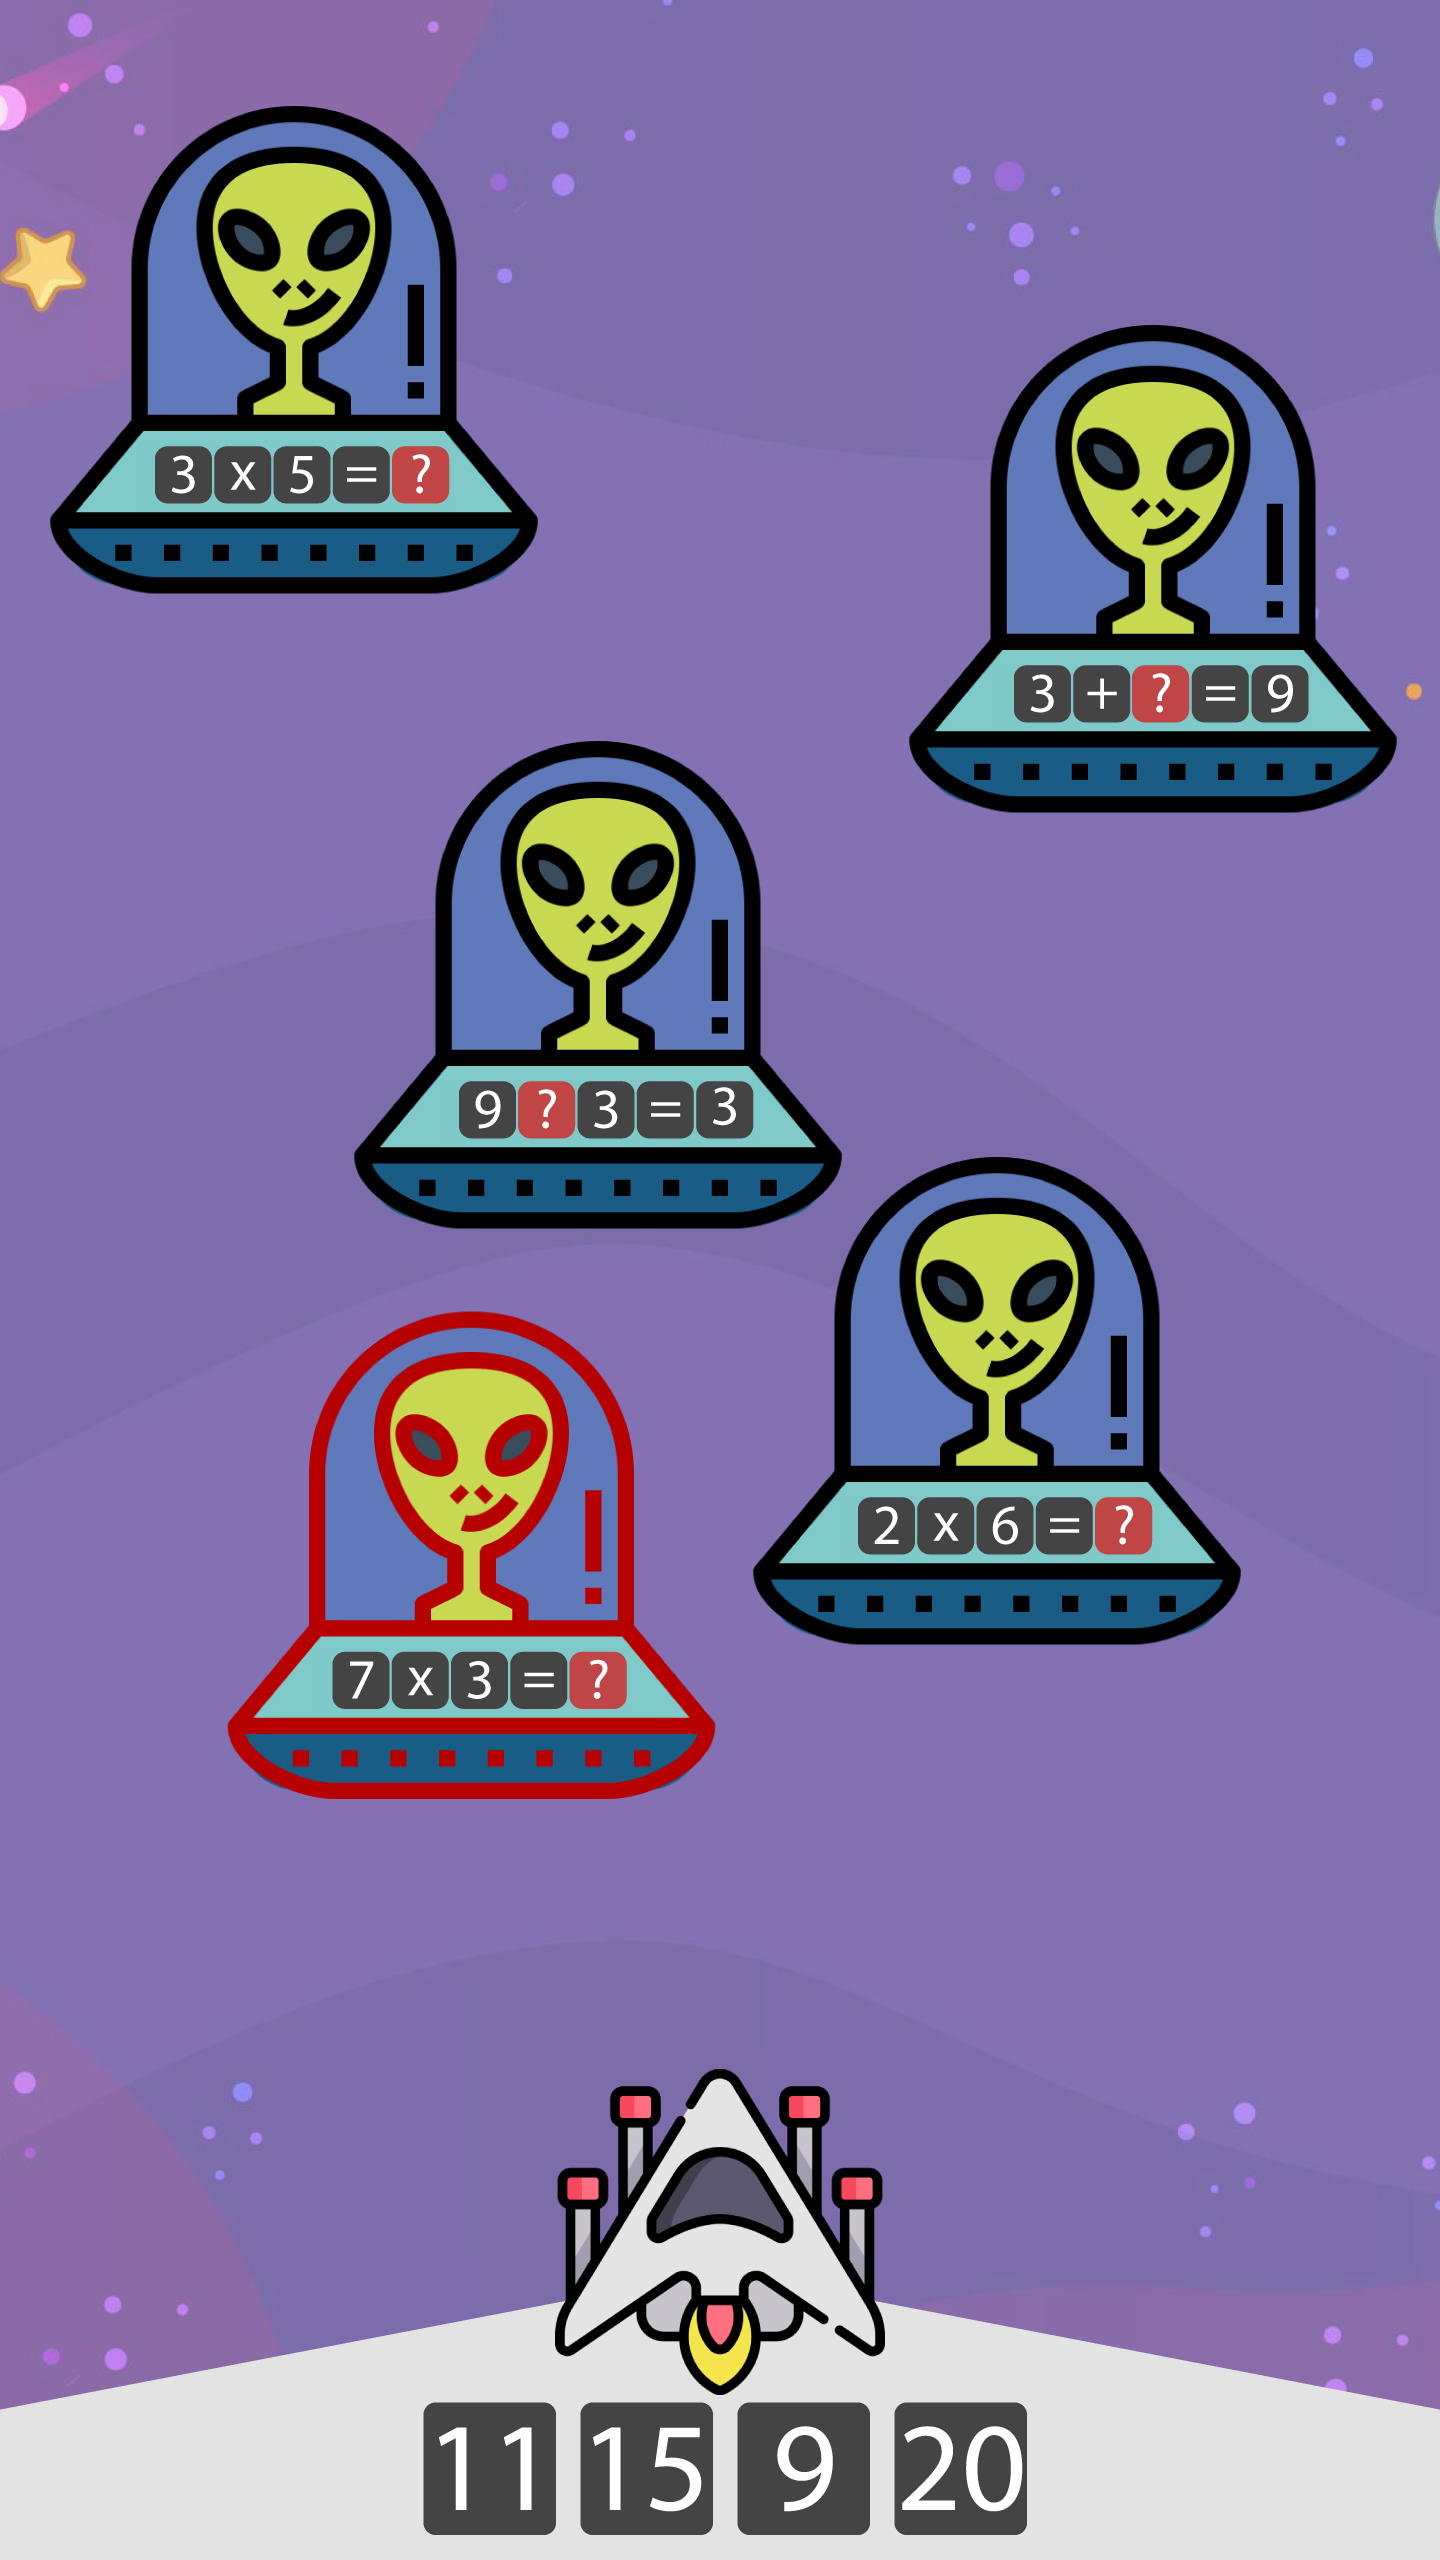 3 x 5 = ?
3 + ? = 9
9 ? 3 = 3
2 x 6 = ?
7 x 3 = ?
11 15 9 20